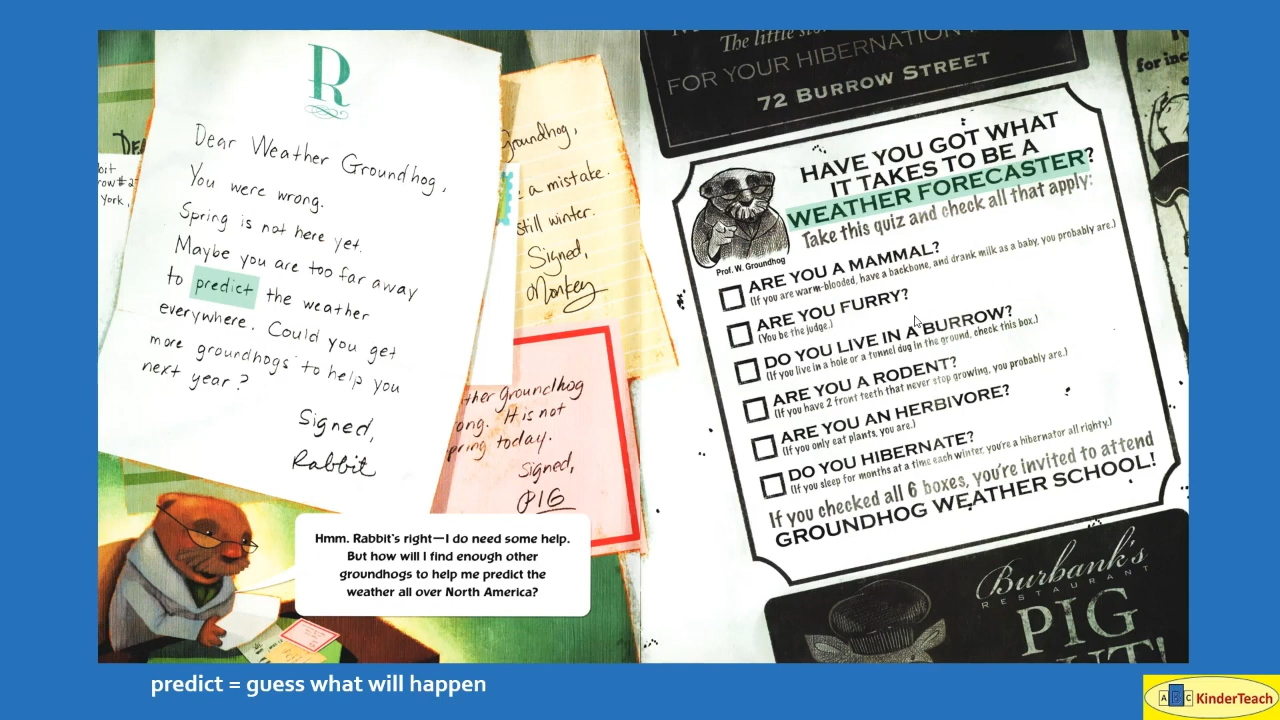 R
Dear Weather Groundhog,
You were wrong.
Spring is not here yet.
Maybe you are too far away
to predict the weather
everywhere. Could you get
more groundhogs to help you
next year?
Signed,
Rabbit
row#2
York,
Groundhog,
a mistake.
still winter.
Signed,
Monkey
ther groundhog
ong. It is not
pring today.
Signed,
PIG
Hmm. Rabbit's right—I do need some help.
But how will I find enough other
groundhogs to help me predict the
weather all over North America?
The little
FOR YOUR HIBERNATION
72 BURROW STREET
for inc
HAVE YOU GOT WHAT
IT TAKES TO BE A
WEATHER FORECASTER?
Take this quiz and check all that apply:
Prof. W. Groundhog
ARE YOU A MAMMAL?
(If you are warm-blooded, have a backbone, and drank milk as a baby, you probably are.)
ARE YOU FURRY?
(You be the judge.)
DO YOU LIVE IN A BURROW?
(If you live in a hole or a tunnel dug in the ground, check this box.)
ARE YOU A RODENT?
(If you have 2 front teeth that never stop growing, you probably are.)
ARE YOU AN HERBIVORE?
(If you only eat plants, you are.)
DO YOU HIBERNATE?
(If you sleep for months at a time each winter, you're a hibernator all righty.)
If you checked all 6 boxes, you're invited to attend
GROUNDHOG WEATHER SCHOOL!
Burbank's
RESTAURANT
PIG
predict = guess what will happen
ABC KinderTeach